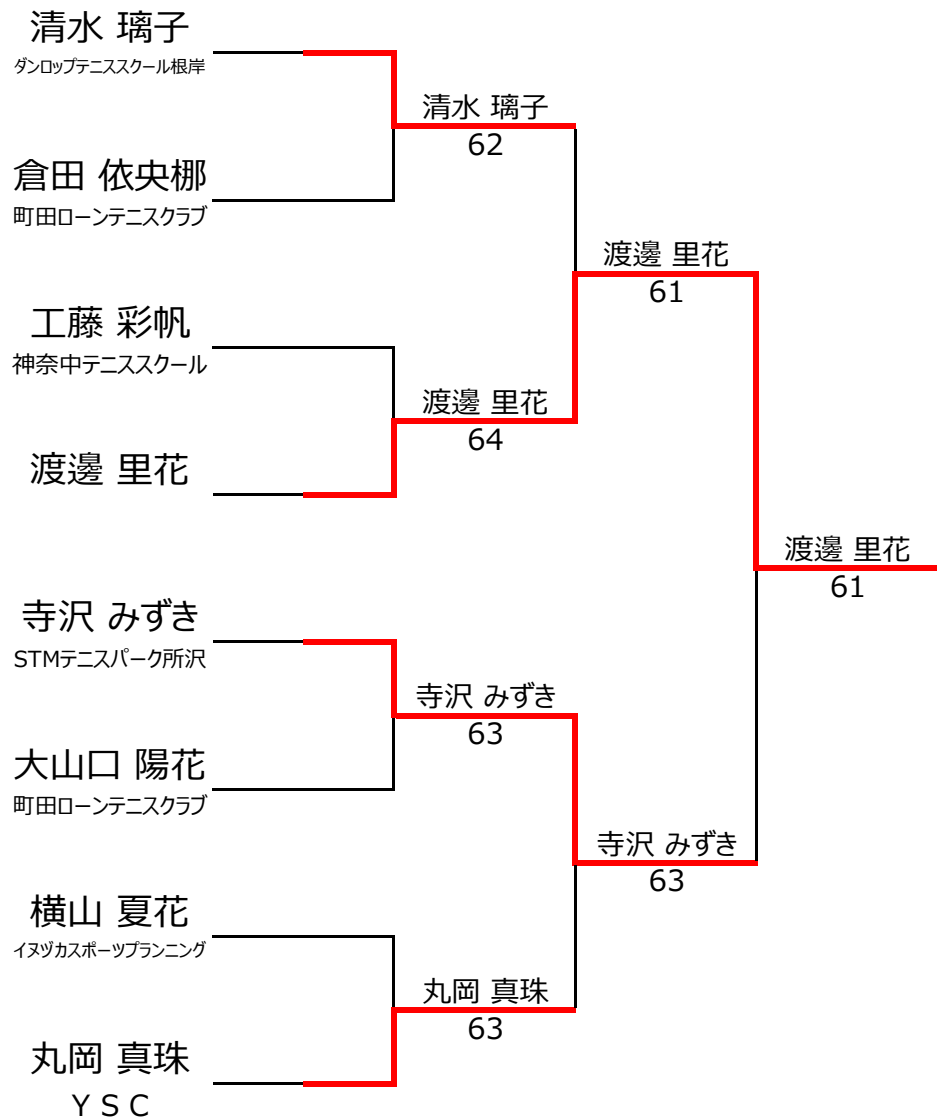 清水 璃子
ダンロップテニススクール根岸
清水 璃子
62
倉田 依央梛
町田ローンテニスクラブ
渡邊 里花
61
工藤 彩帆
神奈中テニススクール
渡邊 里花
64
渡邊 里花
渡邊 里花
61
寺沢 みずき
STMテニスパーク所沢
寺沢 みずき
63
大山口 陽花
町田ローンテニスクラブ
寺沢 みずき
63
横山 夏花
イヌヅカスポーツプランニング
丸岡 真珠
63
丸岡 真珠
ＹＳＣ